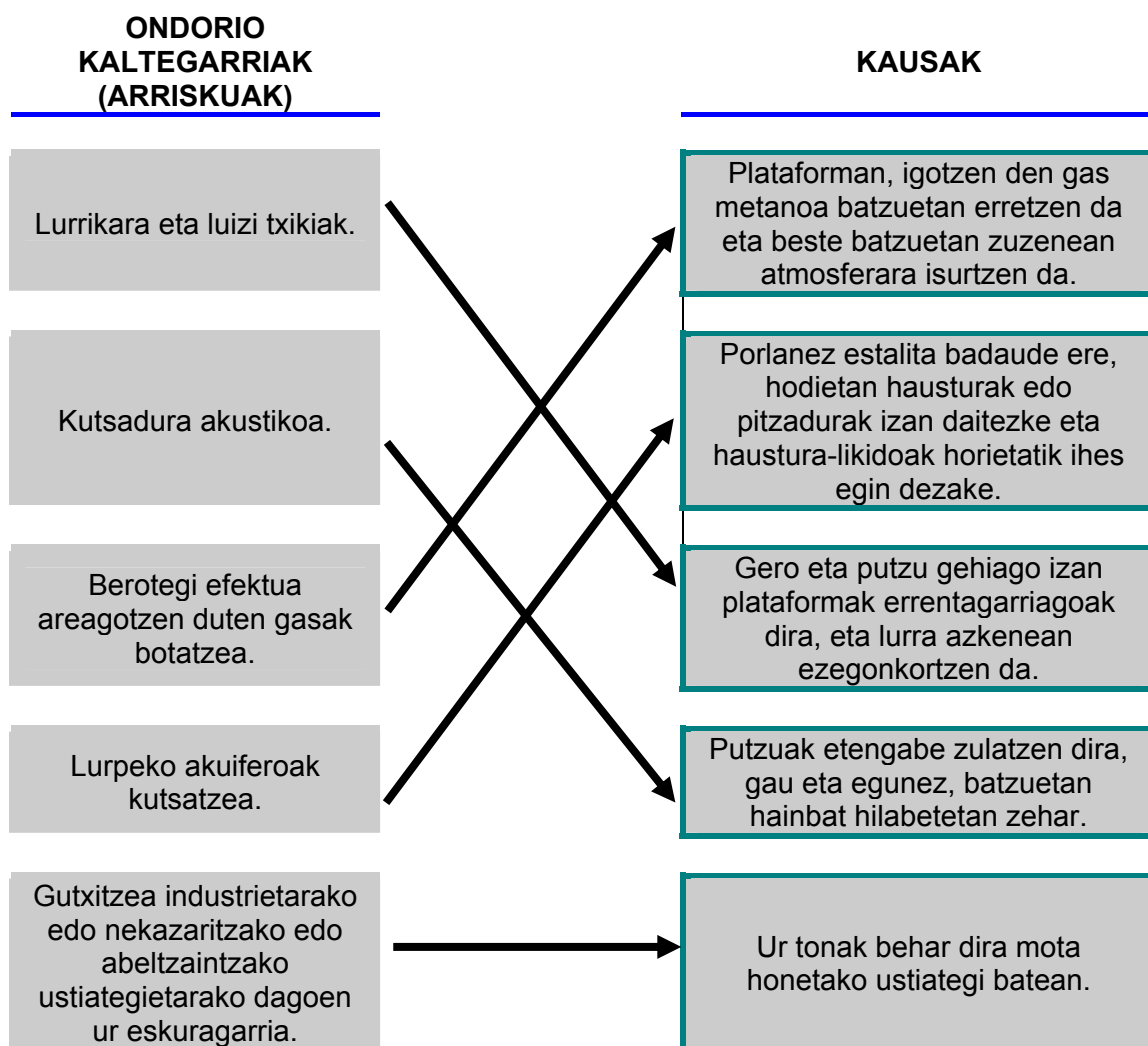 ONDORIO
KALTEGARRIAK
(ARRISKUAK)
KAUSAK
Lurrikara eta luizi txikiak.
Plataforman, igotzen den gas
metanoa batzuetan erretzen da
eta beste batzuetan zuzenean
atmosferara isurtzen da.
Kutsadura akustikoa.
Porlanez estalita badaude ere,
hodietan hausturak edo
pitzadurak izan daitezke eta
haustura-likidoak horietatik ihes
egin dezake.
Berotegi efektua
areagotzen duten gasak
botatzea.
Gero eta putzu gehiago izan
plataformak errentagarriagoak
dira, eta lurra azkenean
ezegonkortzen da.
Lurpeko akuiferoak
kutsatzea.
Putzuak etengabe zulatzen dira,
gau eta egunez, batzuetan
hainbat hilabetetan zehar.
Gutxitzea industrietarako
edo nekazaritzako edo
abeltzaintzako
ustiategietarako dagoen
ur eskuragarria.
Ur tonak behar dira mota
honetako ustiategi batean.